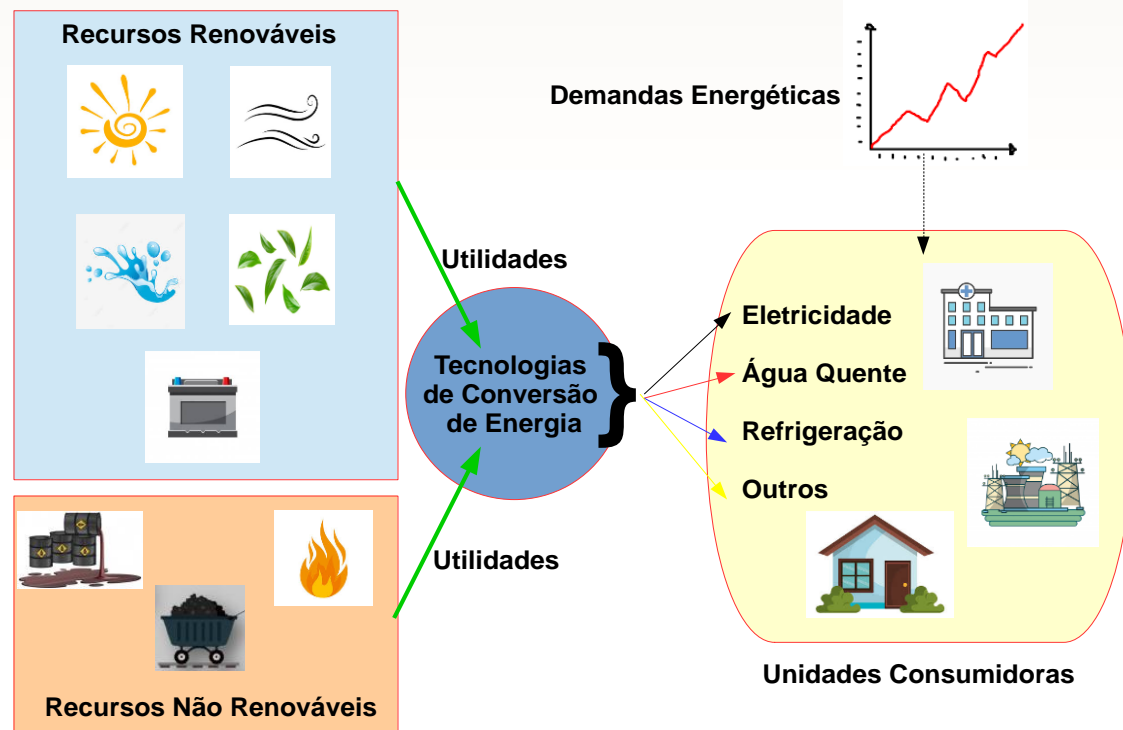 Recursos Renováveis
Demandas Energéticas
Utilidades
Tecnologias
de Conversão
de Energia
}
Eletricidade
Água Quente
Refrigeração
Outros
Utilidades
Unidades Consumidoras
Recursos Não Renováveis